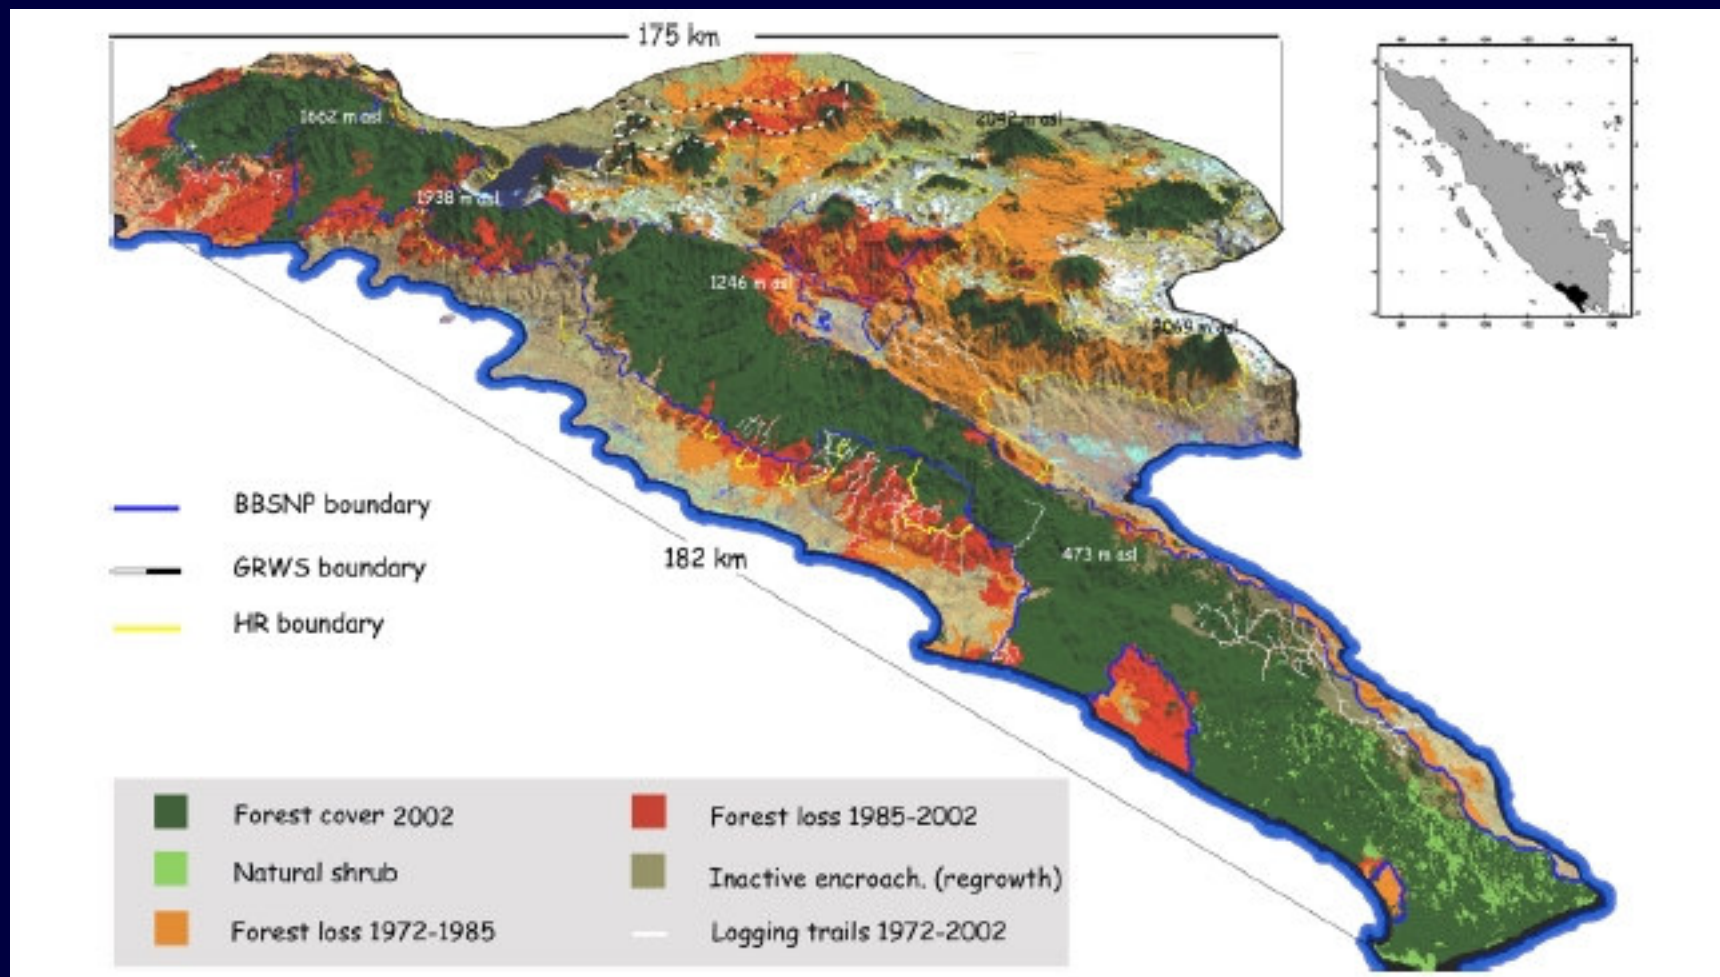 175 km
1662 m asl
2042 m asl
1938 m asl
1246 m asl
2069 m asl
BBSNP boundary
GRWS boundary
182 km
473 m asl
HR boundary
Forest cover 2002
Forest loss 1985-2002
Natural shrub
Inactive encroach. (regrowth)
Forest loss 1972-1985
Logging trails 1972-2002